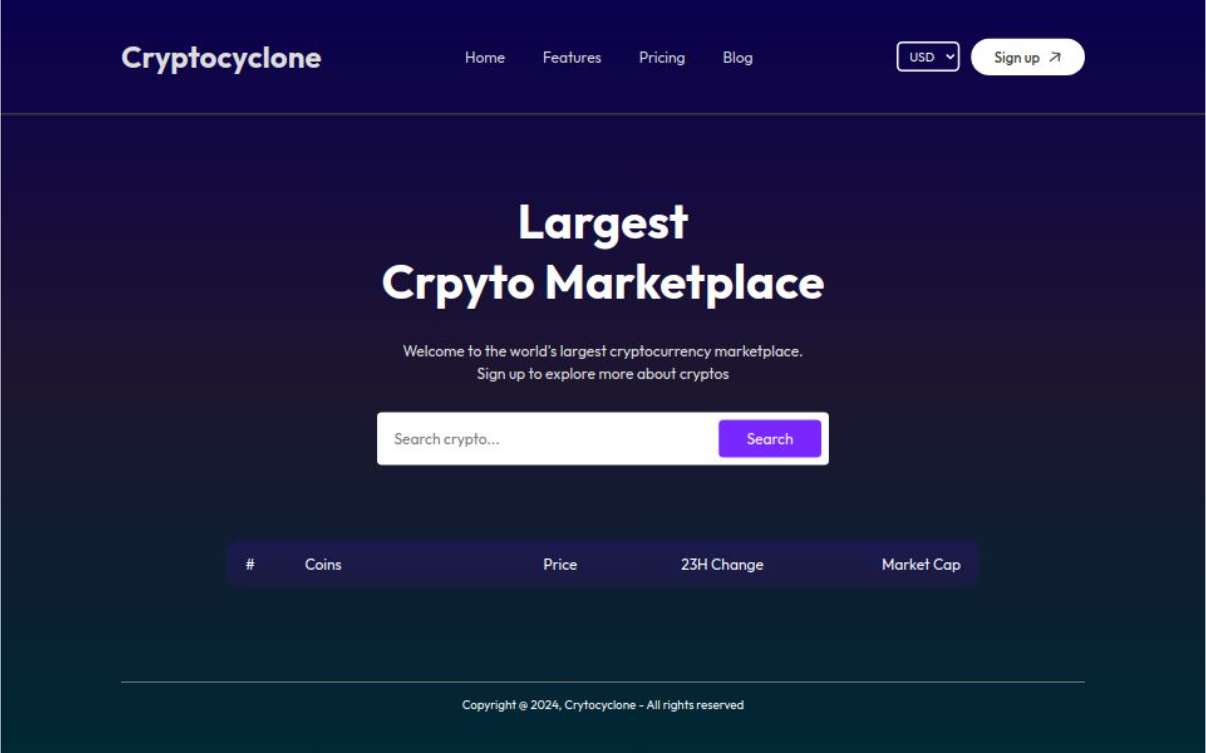 Cryptocyclone
Home Features Pricing Blog
USD
Sign up
Largest
Crpyto Marketplace
Welcome to the world's largest cryptocurrency marketplace.
Sign up to explore more about cryptos
Search crypto...
Search
# Coins Price 23H Change Market Cap
Copyright @ 2024, Crytocyclone - All rights reserved